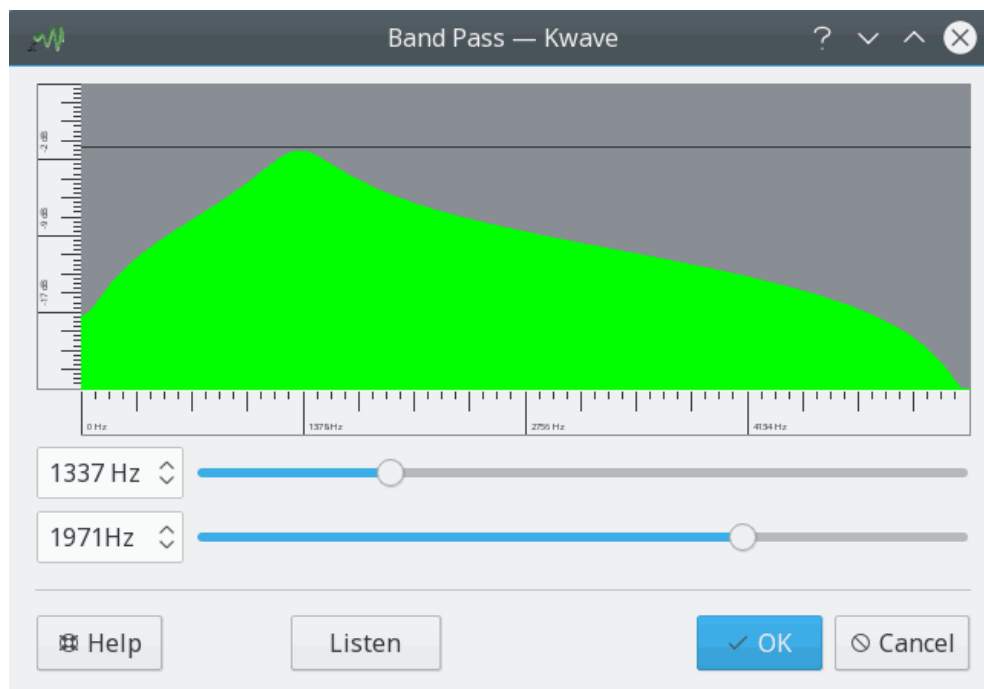 Band Pass — Kwave
-2 dB
-9 dB
-17 dB
0 Hz
1378Hz
2756 Hz
4134 Hz
1337 Hz
1971Hz
Help
Listen
OK
Cancel